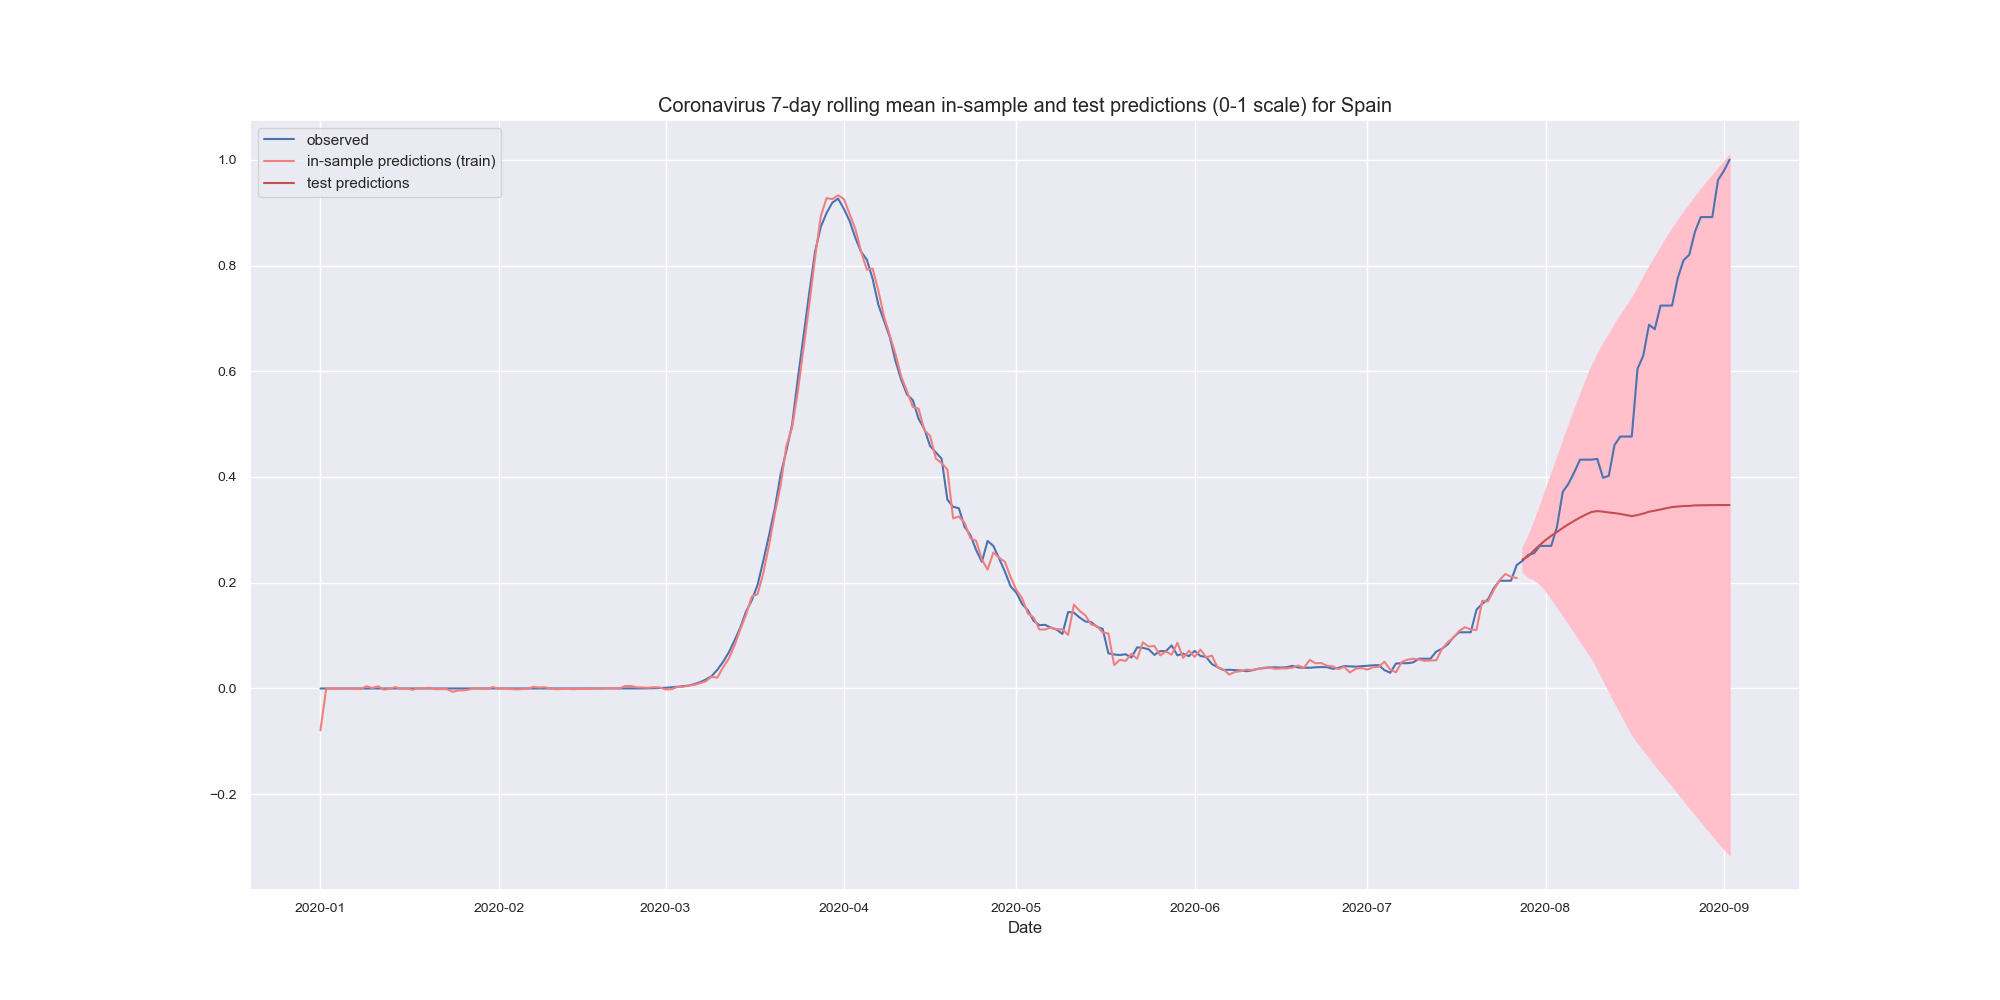 Coronavirus 7-day rolling mean in-sample and test predictions (0-1 scale) for Spain
observed
in-sample predictions (train)
test predictions
1.0
0.8
0.6
0.4
0.2
0.0
−0.2
2020-01 2020-02 2020-03 2020-04 2020-05 2020-06 2020-07 2020-08 2020-09
Date